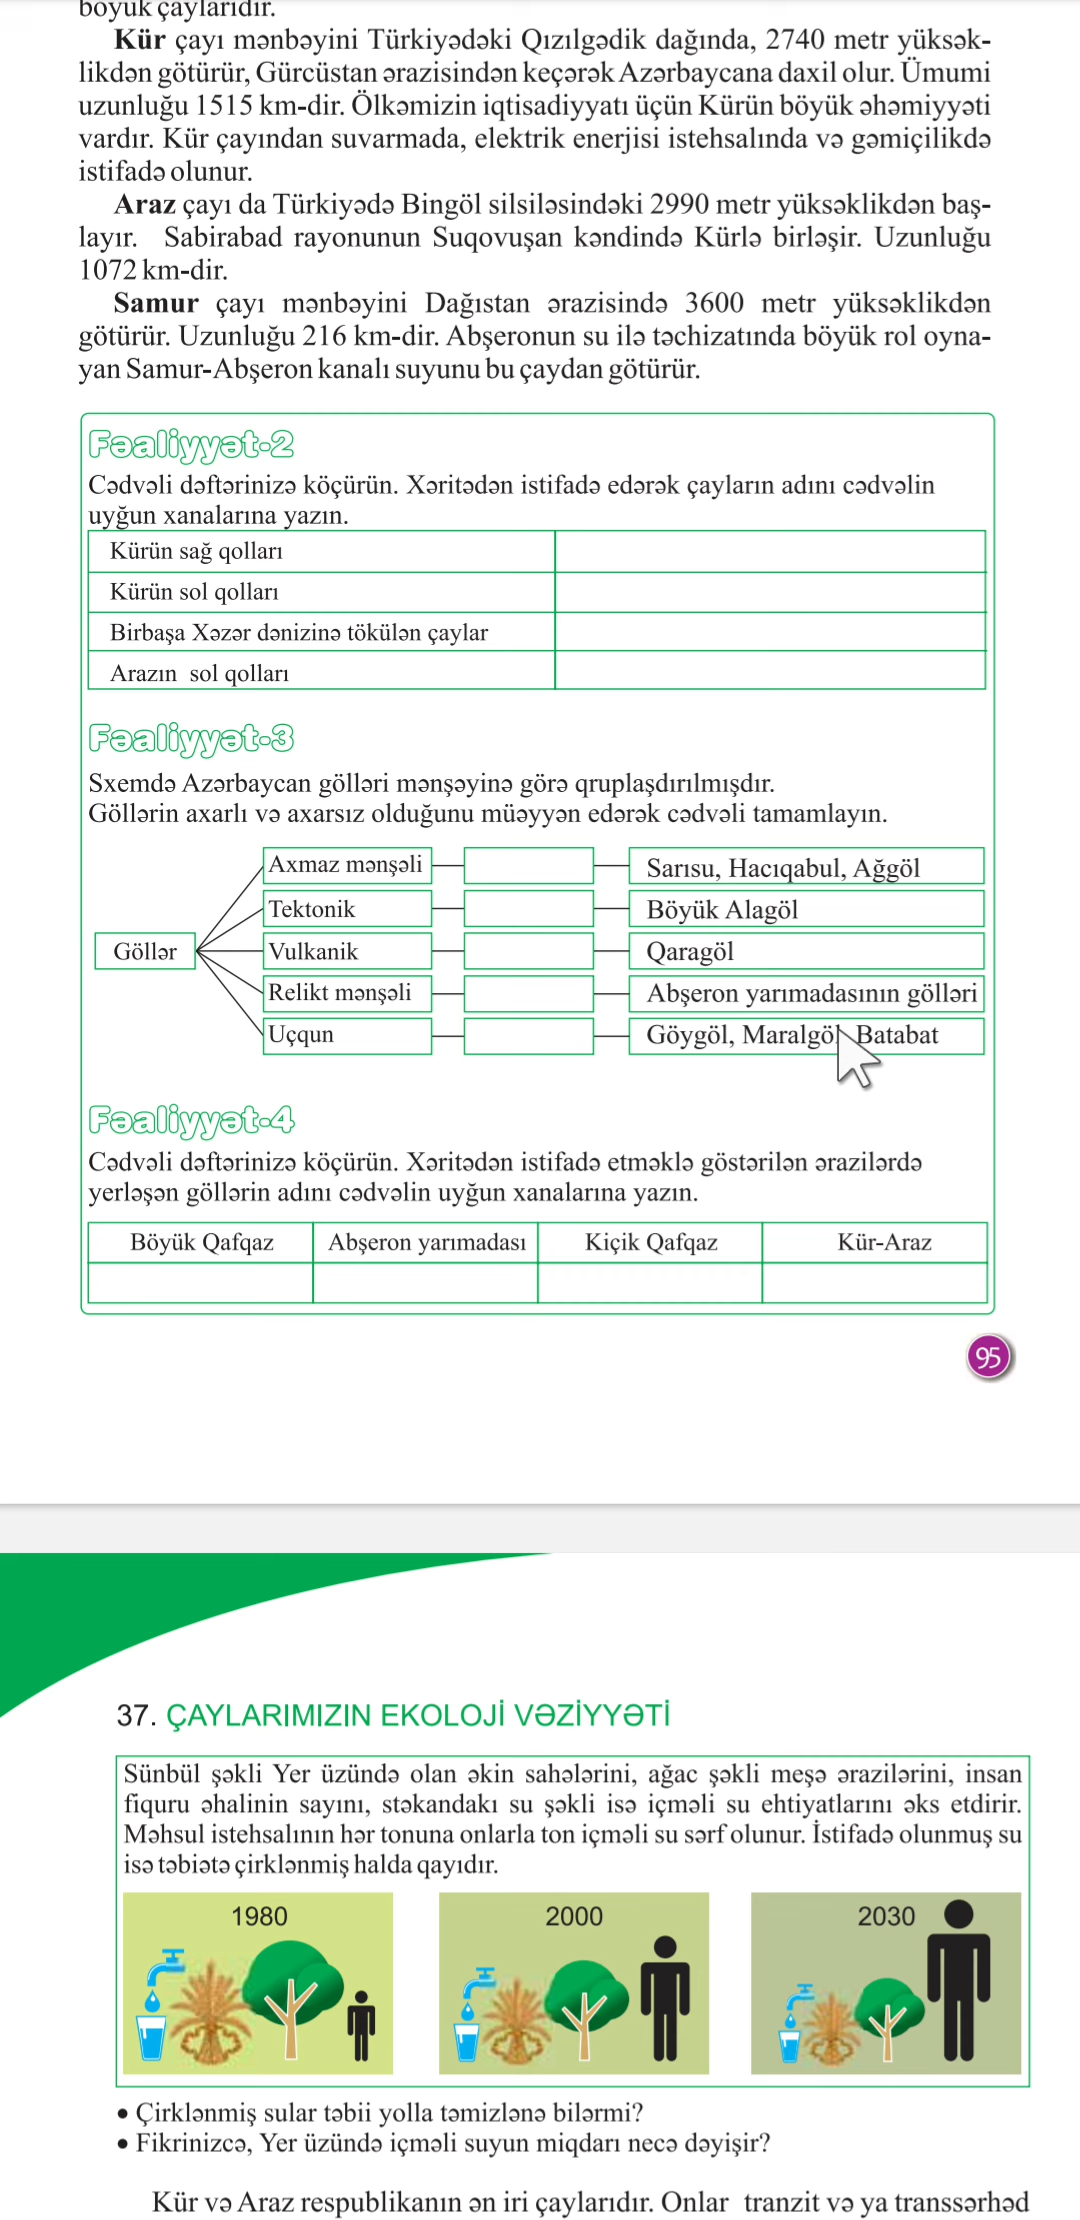 böyük çaylarıdır.
Kür çayı mənbəyini Türkiyədəki Qızılgədik dağında, 2740 metr yüksək-
likdən götürür, Gürcüstan ərazisindən keçərək Azərbaycana daxil olur. Ümumi
uzunluğu 1515 km-dir. Ölkəmizin iqtisadiyyatı üçün Kürün böyük əhəmiyyəti
vardır. Kür çayından suvarmada, elektrik enerjisi istehsalında və gəmiçilikdə
istifadə olunur.
Araz çayı da Türkiyədə Bingöl silsiləsindəki 2990 metr yüksəklikdən baş-
layır. Sabirabad rayonunun Suqovuşan kəndində Kürlə birləşir. Uzunluğu
1072 km-dir.
Samur çayı mənbəyini Dağıstan ərazisində 3600 metr yüksəklikdən
götürür. Uzunluğu 216 km-dir. Abşeronun su ilə təchizatında böyük rol oyna-
yan Samur-Abşeron kanalı suyunu bu çaydan götürür.
Fəaliyyət-2
Cədvəli dəftərinizə köçürün. Xəritədən istifadə edərək çayların adını cədvəlin
uyğun xanalarına yazın.
Kürün sağ qolları
Kürün sol qolları
Birbaşa Xəzər dənizinə tökülən çaylar
Arazın sol qolları
Fəaliyyət-3
Sxemdə Azərbaycan gölləri mənşəyinə görə qruplaşdırılmışdır.
Göllərin axarlı və axarsız olduğunu müəyyən edərək cədvəli tamamlayın.
Axmaz mənşəli Sarısu, Hacıqabul, Ağgöl
Tektonik Böyük Alagöl
Göllər Vulkanik Qaragöl
Relikt mənşəli Abşeron yarımadasının gölləri
Uçqun Göygöl, Maralgöl, Batabat
Fəaliyyət-4
Cədvəli dəftərinizə köçürün. Xəritədən istifadə etməklə göstərilən ərazilərdə
yerləşən göllərin adını cədvəlin uyğun xanalarına yazın.
Böyük Qafqaz Abşeron yarımadası Kiçik Qafqaz Kür-Araz
95
37. ÇAYLARIMIZIN EKOLOJİ VƏZİYYƏTİ
Sünbül şəkli Yer üzündə olan əkin sahələrini, ağac şəkli meşə ərazilərini, insan
fiquru əhalinin sayını, stəkandakı su şəkli isə içməli su ehtiyatlarını əks etdirir.
Məhsul istehsalının hər tonuna onlarla ton içməli su sərf olunur. İstifadə olunmuş su
isə təbiətə çirklənmiş halda qayıdır.
1980 2000 2030
• Çirklənmiş sular təbii yolla təmizlənə bilərmi?
• Fikrinizcə, Yer üzündə içməli suyun miqdarı necə dəyişir?
Kür və Araz respublikanın ən iri çaylarıdır. Onlar tranzit və ya transsərhəd